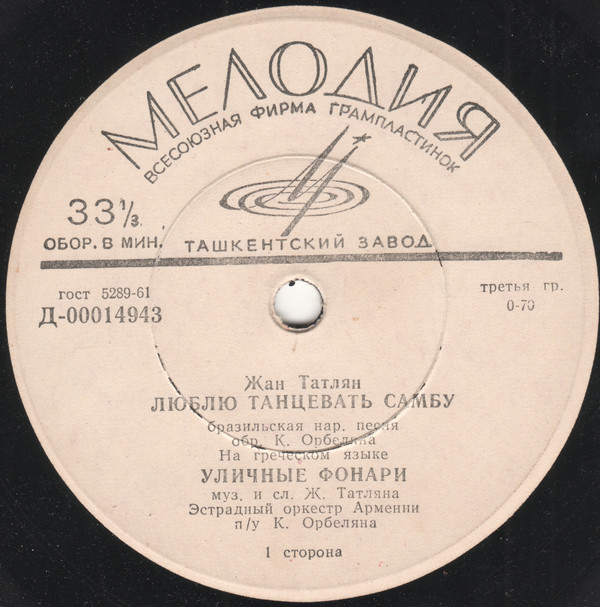 МЕЛОДИЯ
ВСЕСОЮЗНАЯ ФИРМА ГРАМПЛАСТИНОК
33 1/3
ОБОР. В МИН.
ТАШКЕНТСКИЙ ЗАВОД
гост 5289-61
третья гр.
Д-00014943
0-70
Жан Татлян
ЛЮБЛЮ ТАНЦЕВАТЬ САМБУ
бразильская нар. песня
обр. К. Орбеляна
На греческом языке
УЛИЧНЫЕ ФОНАРИ
муз. и сл. Ж. Татляна
Эстрадный оркестр Армении
п/у К. Орбеляна
1 сторона